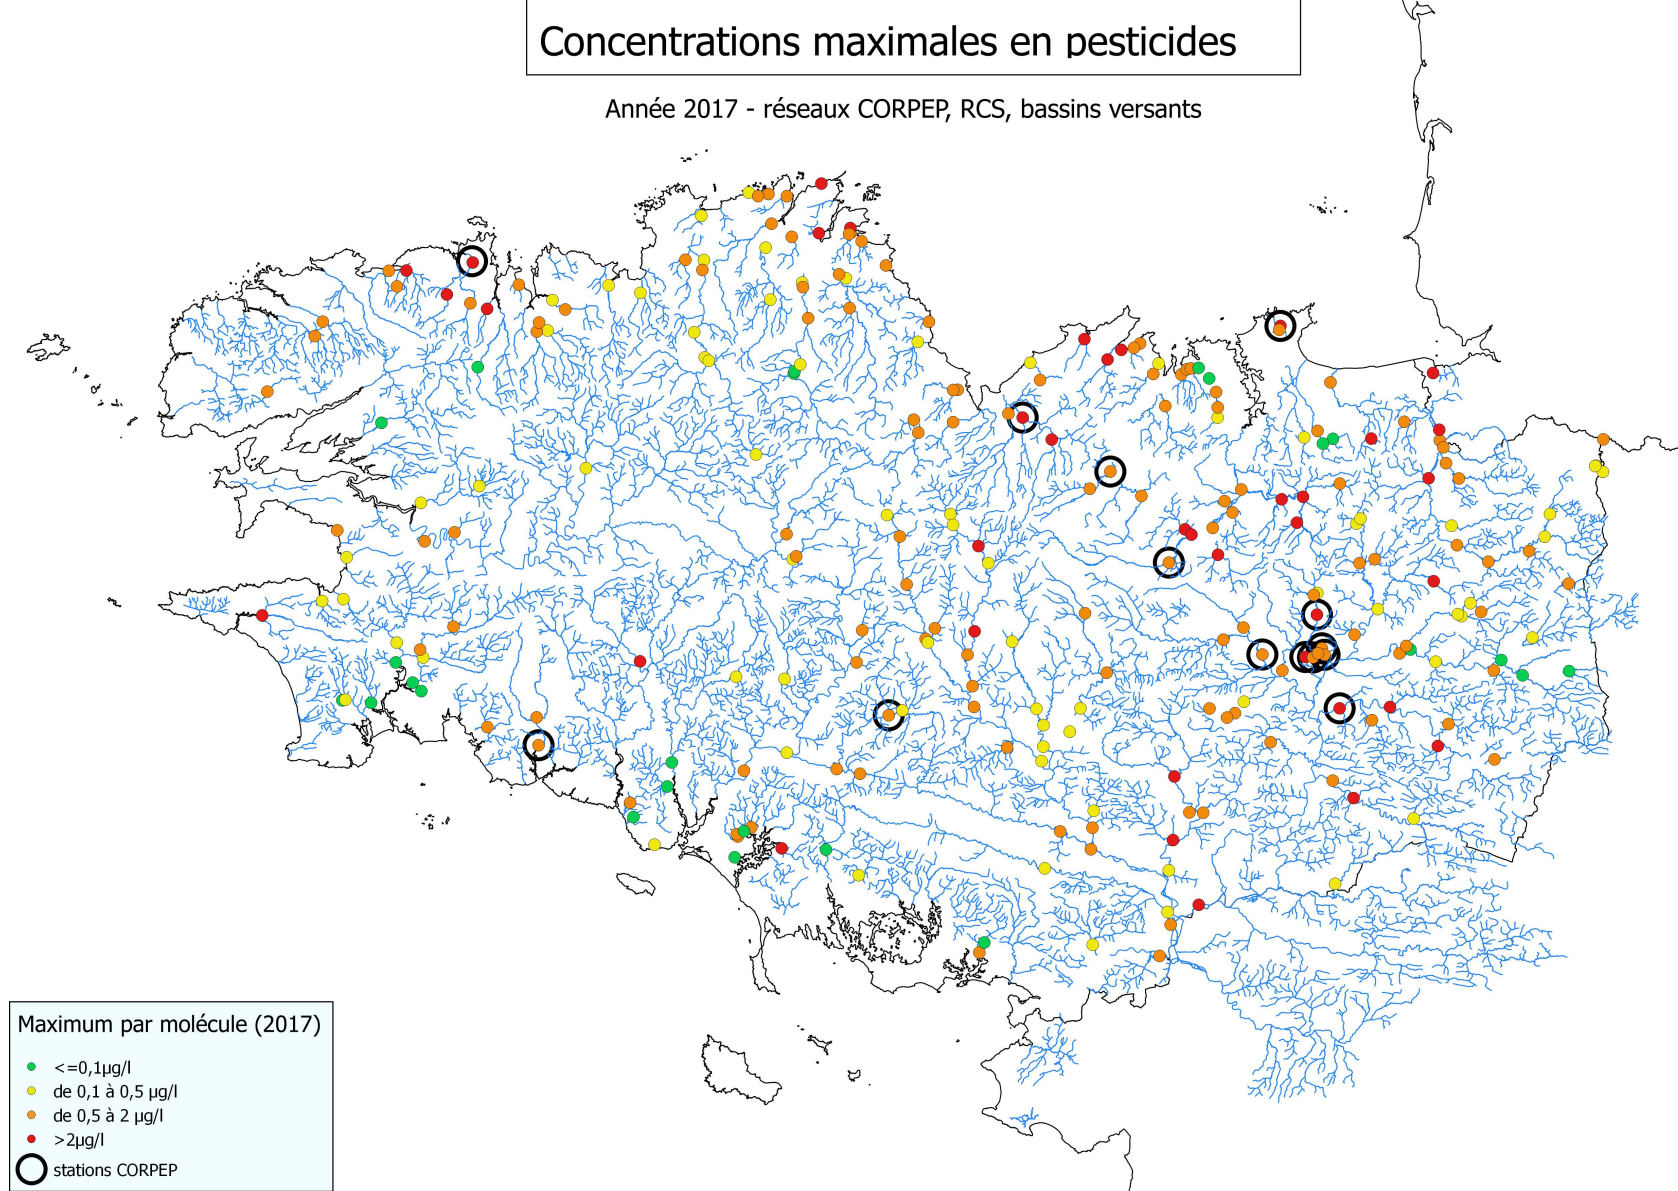 Concentrations maximales en pesticides
Année 2017 - réseaux CORPEP, RCS, bassins versants
Maximum par molécule (2017)
<=0,1µg/l
de 0,1 à 0,5 µg/l
de 0,5 à 2 µg/l
>2µg/l
stations CORPEP